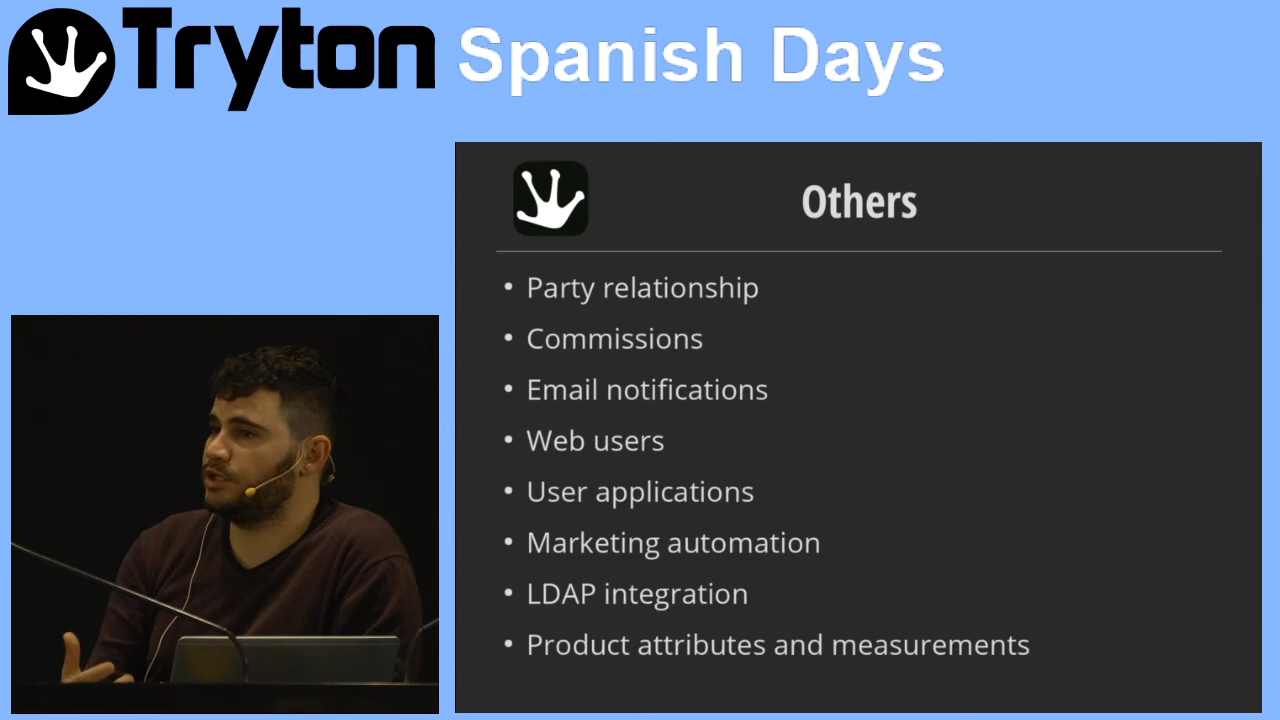 Tryton Spanish Days
Others
• Party relationship
• Commissions
• Email notifications
• Web users
• User applications
• Marketing automation
• LDAP integration
• Product attributes and measurements